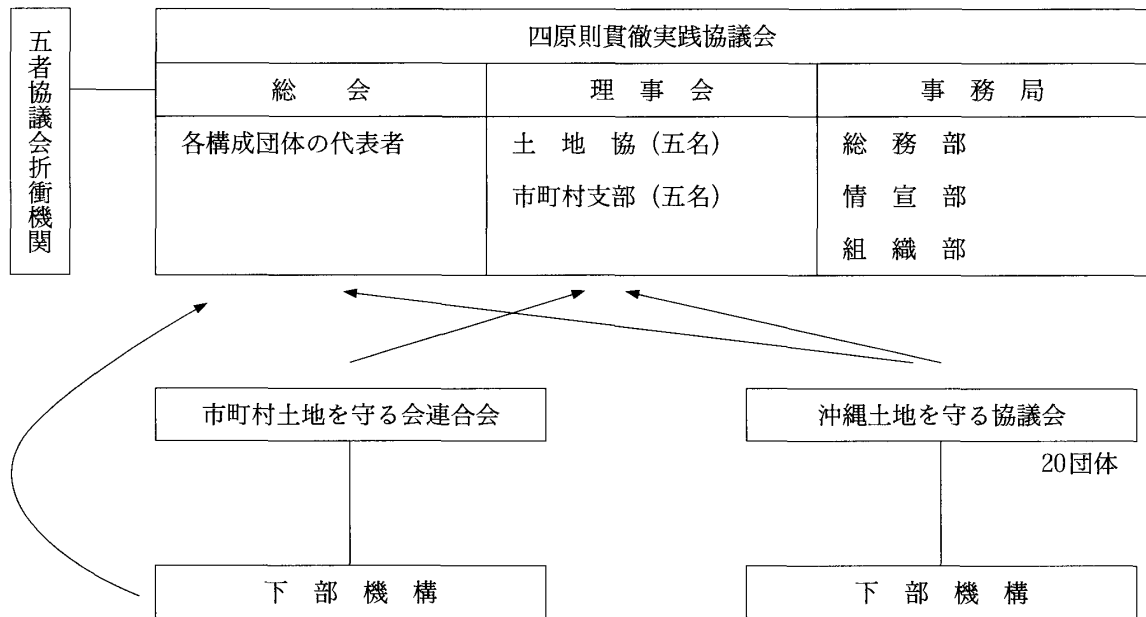 五者協議会折衝機関
四原則貫徹実践協議会
総　会
理　事　会
事　務　局
各構成団体の代表者
土　地　協（五名）
市町村支部（五名）
総　務　部
情　宣　部
組　織　部
市町村土地を守る会連合会
沖縄土地を守る協議会
20団体
下　部　機　構
下　部　機　構